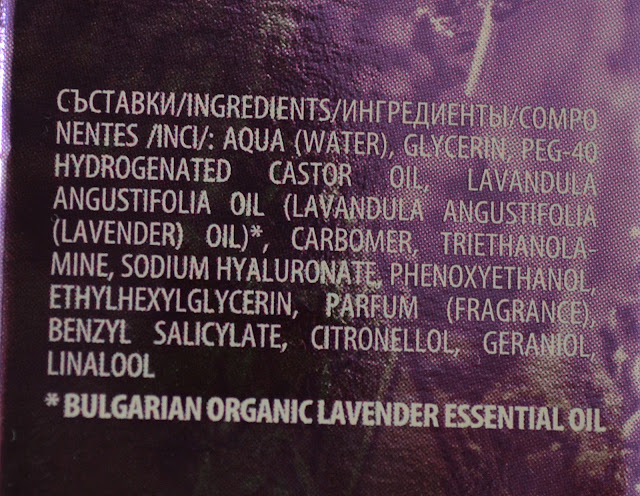 СЪСТАВКИ/INGREDIENTS/ИНГРЕДИЕНТЫ/COMPO
NENTES /INCI/: AQUA (WATER), GLYCERIN, PEG-40
HYDROGENATED CASTOR OIL, LAVANDULA
ANGUSTIFOLIA OIL (LAVANDULA ANGUSTIFOLIA
(LAVENDER) OIL)*, CARBOMER, TRIETHANOLA-
MINE, SODIUM HYALURONATE, PHENOXYETHANOL,
ETHYLHEXYLGLYCERIN, PARFUM (FRAGRANCE),
BENZYL SALICYLATE, CITRONELLOL, GERANIOL,
LINALOOL
* BULGARIAN ORGANIC LAVENDER ESSENTIAL OIL